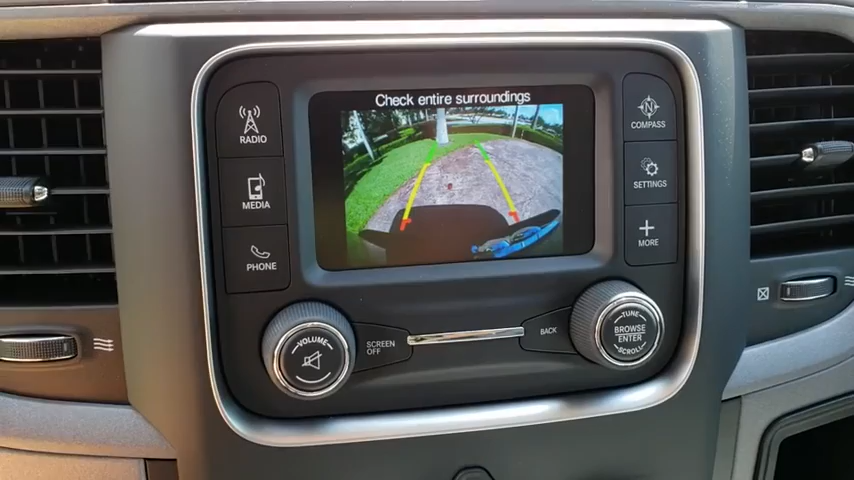 Check entire surroundings
RADIO
MEDIA
PHONE
N
COMPASS
SETTINGS
MORE
VOLUME
SCREEN
OFF
BACK
TUNE
BROWSE
ENTER
SCROLL